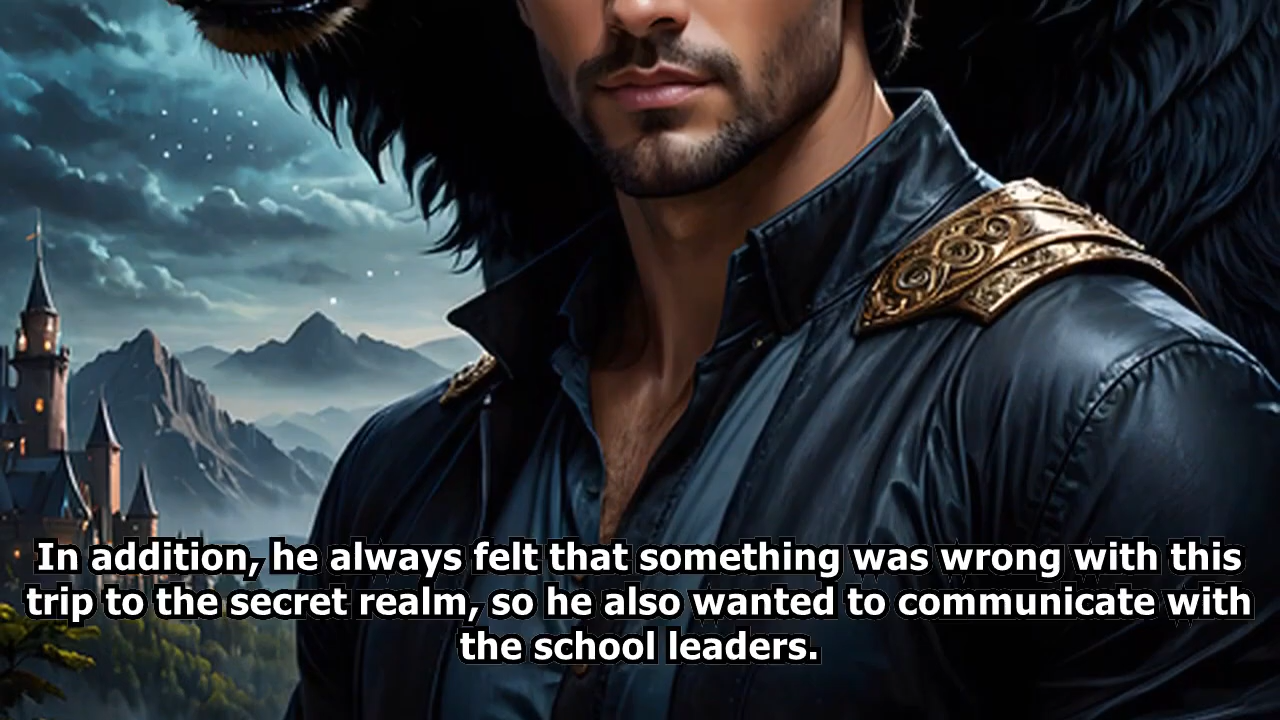 In addition, he always felt that something was wrong with this
trip to the secret realm, so he also wanted to communicate with
the school leaders.